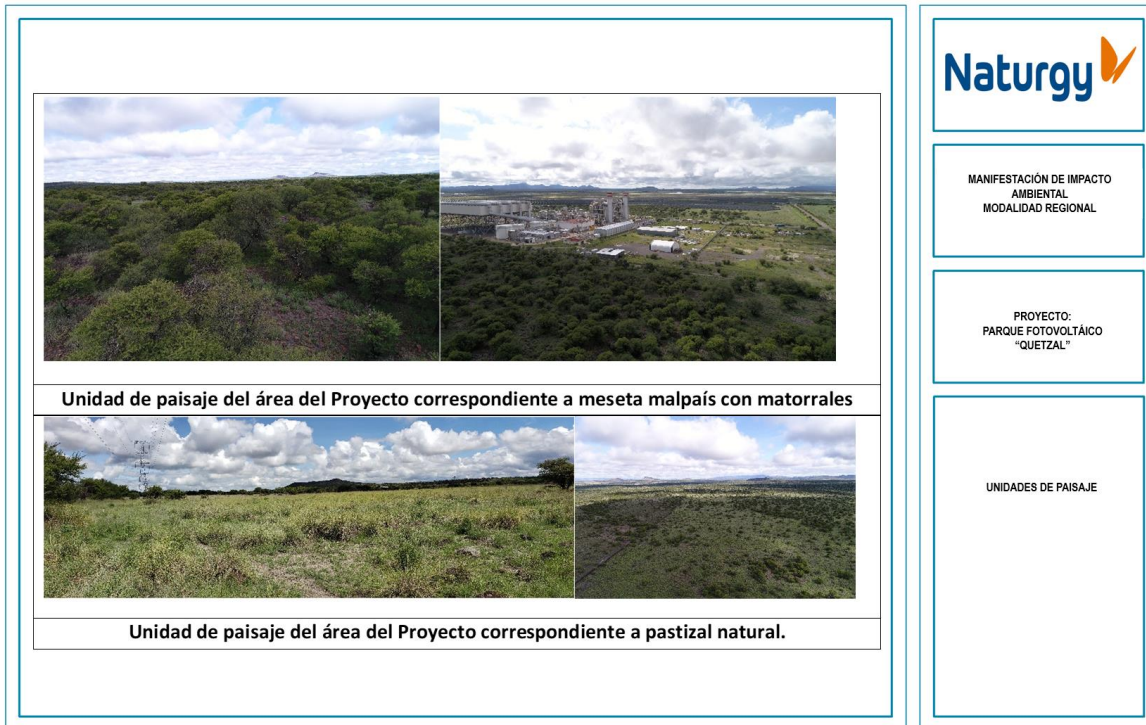 Unidad de paisaje del área del Proyecto correspondiente a meseta malpaís con matorrales
Unidad de paisaje del área del Proyecto correspondiente a pastizal natural.
Naturgy
MANIFESTACIÓN DE IMPACTO
AMBIENTAL
MODALIDAD REGIONAL
PROYECTO:
PARQUE FOTOVOLTÁICO
“QUETZAL”
UNIDADES DE PAISAJE